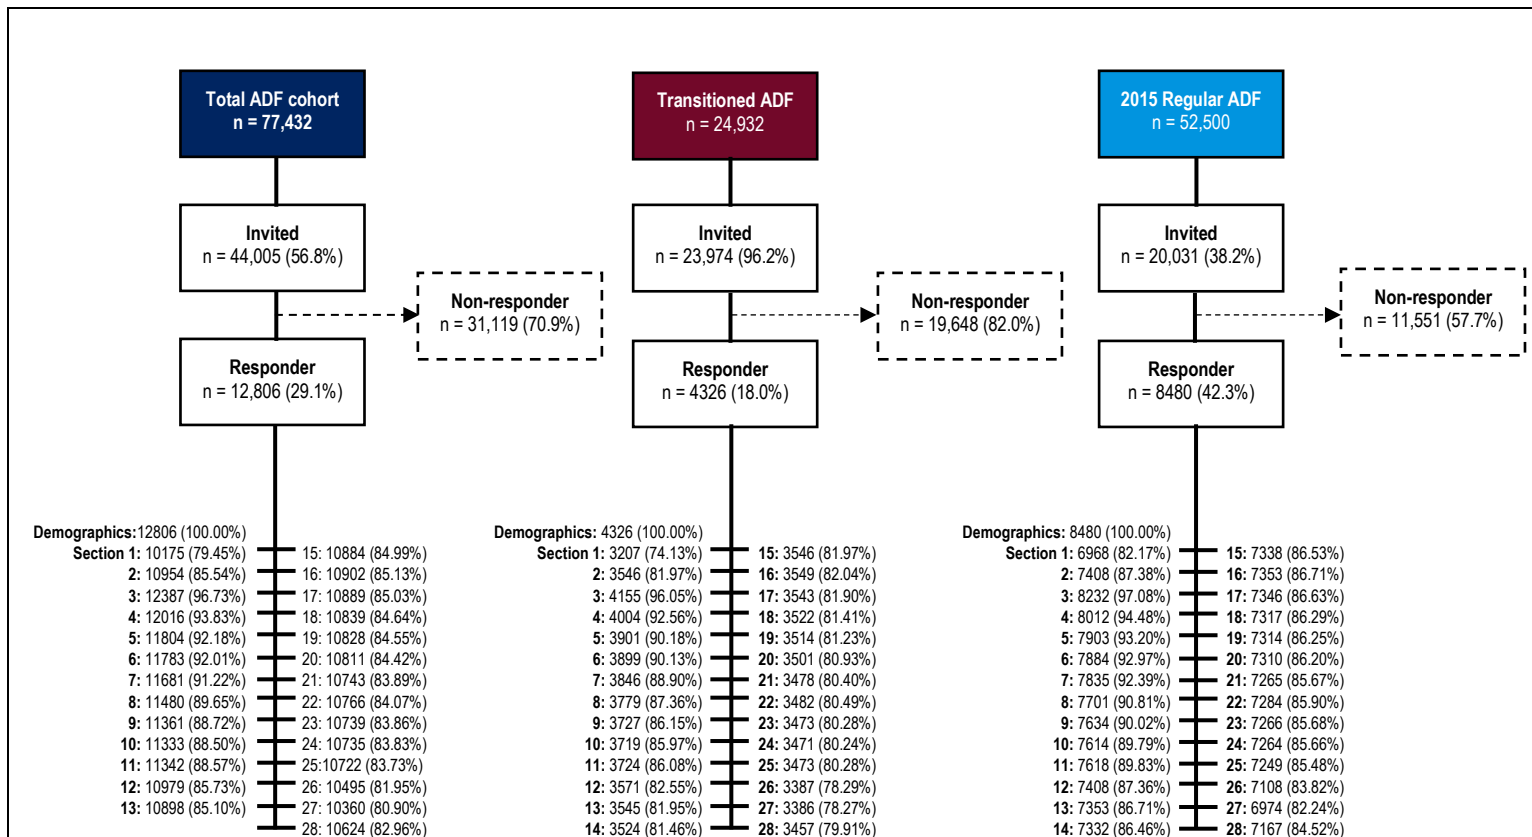 Total ADF cohort
n = 77,432
Invited
n = 44,005 (56.8%)
Non-responder
n = 31,119 (70.9%)
Responder
n = 12,806 (29.1%)
Demographics:12806 (100.00%)
Section 1: 10175 (79.45%)
2: 10954 (85.54%)
3: 12387 (96.73%)
4: 12016 (93.83%)
5: 11804 (92.18%)
6: 11783 (92.01%)
7: 11681 (91.22%)
8: 11480 (89.65%)
9: 11361 (88.72%)
10: 11333 (88.50%)
11: 11342 (88.57%)
12: 10979 (85.73%)
13: 10898 (85.10%)
15: 10884 (84.99%)
16: 10902 (85.13%)
17: 10889 (85.03%)
18: 10839 (84.64%)
19: 10828 (84.55%)
20: 10811 (84.42%)
21: 10743 (83.89%)
22: 10766 (84.07%)
23: 10739 (83.86%)
24: 10735 (83.83%)
25:10722 (83.73%)
26: 10495 (81.95%)
27: 10360 (80.90%)
28: 10624 (82.96%)
Transitioned ADF
n = 24,932
Invited
n = 23,974 (96.2%)
Non-responder
n = 19,648 (82.0%)
Responder
n = 4326 (18.0%)
Demographics: 4326 (100.00%)
Section 1: 3207 (74.13%)
2: 3546 (81.97%)
3: 4155 (96.05%)
4: 4004 (92.56%)
5: 3901 (90.18%)
6: 3899 (90.13%)
7: 3846 (88.90%)
8: 3779 (87.36%)
9: 3727 (86.15%)
10: 3719 (85.97%)
11: 3724 (86.08%)
12: 3571 (82.55%)
13: 3545 (81.95%)
14: 3524 (81.46%)
15: 3546 (81.97%)
16: 3549 (82.04%)
17: 3543 (81.90%)
18: 3522 (81.41%)
19: 3514 (81.23%)
20: 3501 (80.93%)
21: 3478 (80.40%)
22: 3482 (80.49%)
23: 3473 (80.28%)
24: 3471 (80.24%)
25: 3473 (80.28%)
26: 3387 (78.29%)
27: 3386 (78.27%)
28: 3457 (79.91%)
2015 Regular ADF
n = 52,500
Invited
n = 20,031 (38.2%)
Non-responder
n = 11,551 (57.7%)
Responder
n = 8480 (42.3%)
Demographics: 8480 (100.00%)
Section 1: 6968 (82.17%)
2: 7408 (87.38%)
3: 8232 (97.08%)
4: 8012 (94.48%)
5: 7903 (93.20%)
6: 7884 (92.97%)
7: 7835 (92.39%)
8: 7701 (90.81%)
9: 7634 (90.02%)
10: 7614 (89.79%)
11: 7618 (89.83%)
12: 7408 (87.36%)
13: 7353 (86.71%)
14: 7332 (86.46%)
15: 7338 (86.53%)
16: 7353 (86.71%)
17: 7346 (86.63%)
18: 7317 (86.29%)
19: 7314 (86.25%)
20: 7310 (86.20%)
21: 7265 (85.67%)
22: 7284 (85.90%)
23: 7266 (85.68%)
24: 7264 (85.66%)
25: 7249 (85.48%)
26: 7108 (83.82%)
27: 6974 (82.24%)
28: 7167 (84.52%)